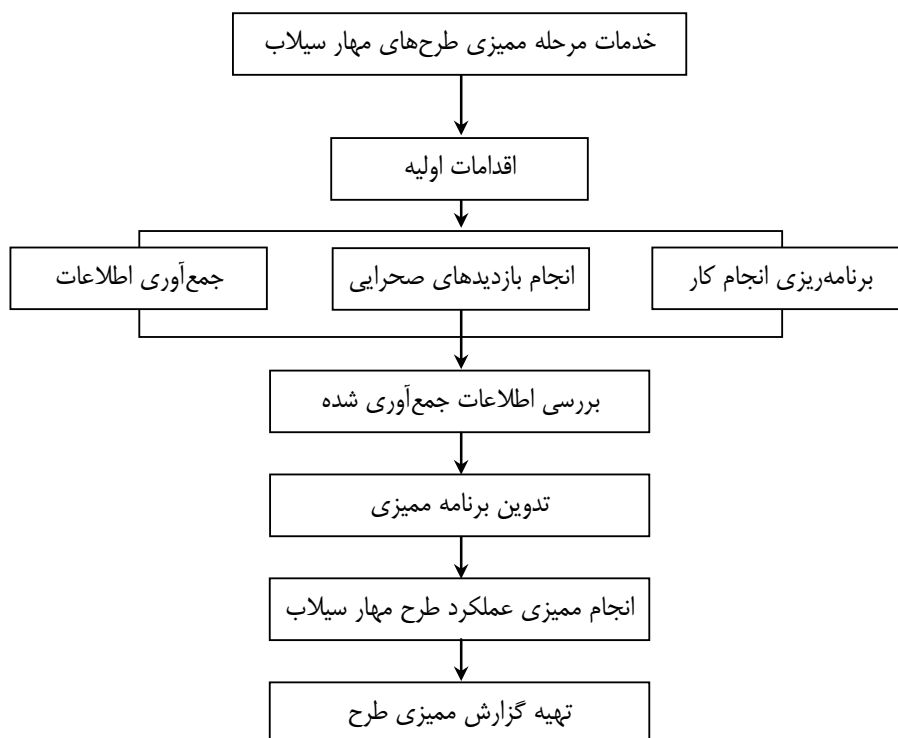 خدمات مرحله ممیزی طرح‌های مهار سیلاب
اقدامات اولیه
برنامه‌ریزی انجام کار
انجام بازدیدهای صحرایی
جمع‌آوری اطلاعات
بررسی اطلاعات جمع‌آوری شده
تدوین برنامه ممیزی
انجام ممیزی عملکرد طرح مهار سیلاب
تهیه گزارش ممیزی طرح